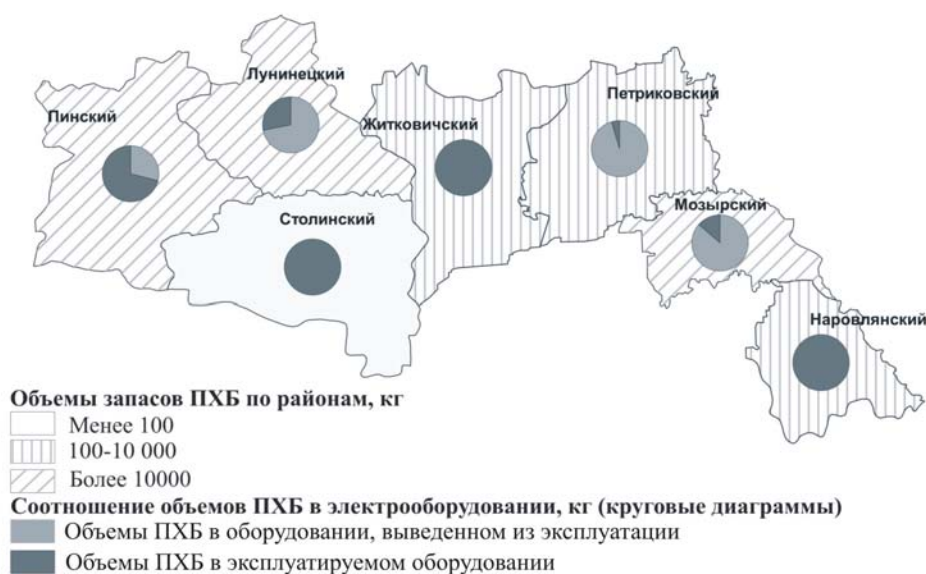 Лунинецкий
Петриковский
Пинский
Житковичский
Мозырский
Столинский
Наровлянский
Объемы запасов ПХБ по районам, кг
Менее 100
100-10 000
Более 10000
Соотношение объемов ПХБ в электрооборудовании, кг (круговые диаграммы)
Объемы ПХБ в оборудовании, выведенном из эксплуатации
Объемы ПХБ в эксплуатируемом оборудовании